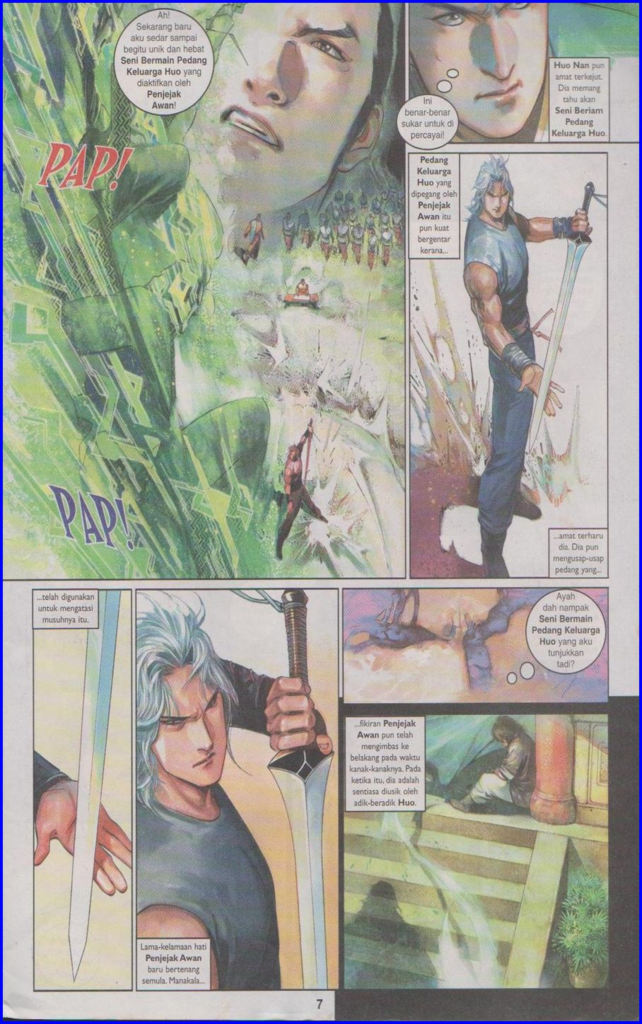 Ah!
Sekarang baru
aku sedar sampai
begitu unik dan hebat
Seni Bermain Pedang
Keluarga Huo yang
diaktifkan oleh
Penjejak
Awan!
Ini
benar-benar
sukar untuk di
percayai!
Huo Nan pun
amat terkejut.
Dia memang
tahu akan
Seni Beriam
Pedang
Keluarga Huo.
PAP!
PAP!
Pedang
Keluarga
Huo yang
dipegang oleh
Penjejak
Awan itu
pun kuat
bergentar
kerana...
...amat terharu
dia. Dia pun
mengusap-usap
pedang yang...
...telah digunakan
untuk mengatasi
musuhnya itu.
Lama-kelamaan hati
Penjejak Awan
baru bertenang
semula. Manakala...
Ayah
dah nampak
Seni Bermain
Pedang Keluarga
Huo yang aku
tunjukkan
tadi?
...fikiran Penjejak
Awan pun telah
mengimbas ke
belakang pada waktu
kanak-kanaknya. Pada
ketika itu, dia adalah
sentiasa diusik oleh
adik-beradik Huo.
7